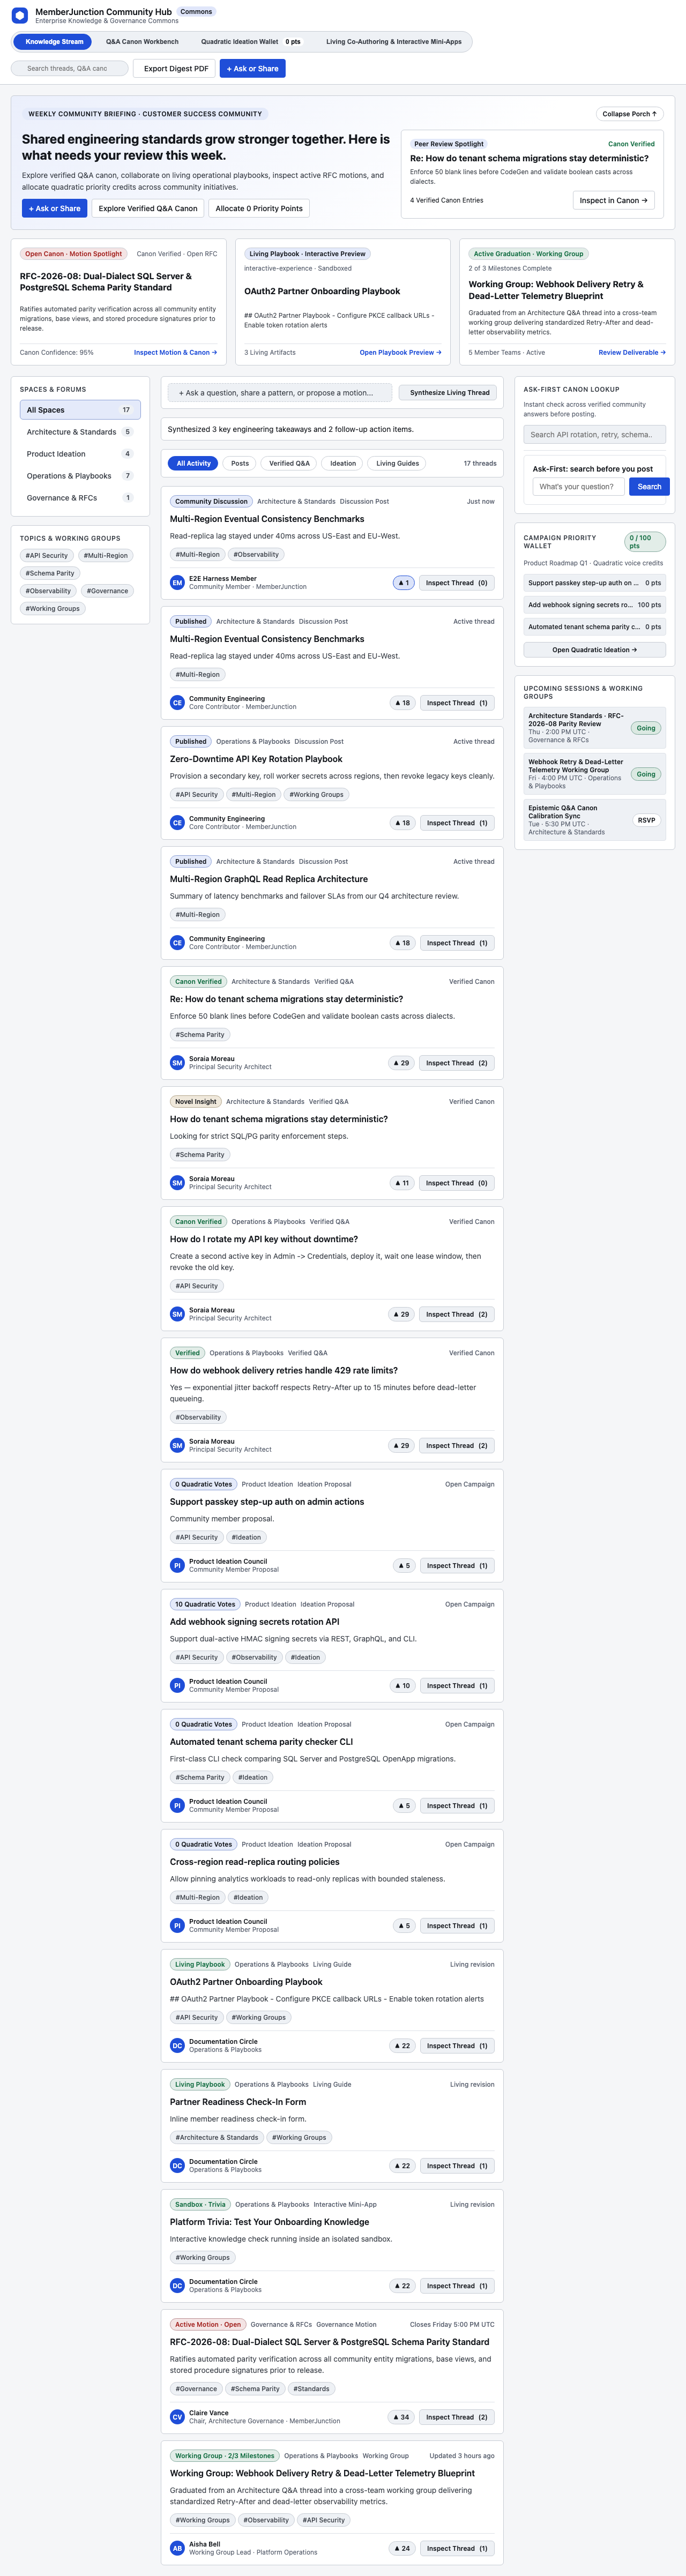 MemberJunction Community Hub Commons
Enterprise Knowledge & Governance Commons
Knowledge Stream
Q&A Canon Workbench
Quadratic Ideation Wallet 0 pts
Living Co-Authoring & Interactive Mini-Apps
Search threads, Q&A canc
Export Digest PDF
+ Ask or Share
WEEKLY COMMUNITY BRIEFING · CUSTOMER SUCCESS COMMUNITY
Collapse Porch ↑
Shared engineering standards grow stronger together. Here is
what needs your review this week.
Explore verified Q&A canon, collaborate on living operational playbooks, inspect active RFC motions, and
allocate quadratic priority credits across community initiatives.
+ Ask or Share
Explore Verified Q&A Canon
Allocate 0 Priority Points
Peer Review Spotlight
Canon Verified
Re: How do tenant schema migrations stay deterministic?
Enforce 50 blank lines before CodeGen and validate boolean casts across
dialects.
4 Verified Canon Entries
Inspect in Canon →
Open Canon · Motion Spotlight
Canon Verified · Open RFC
RFC-2026-08: Dual-Dialect SQL Server &
PostgreSQL Schema Parity Standard
Ratifies automated parity verification across all community entity
migrations, base views, and stored procedure signatures prior to
release.
Canon Confidence: 95%
Inspect Motion & Canon →
Living Playbook · Interactive Preview
interactive-experience · Sandboxed
OAuth2 Partner Onboarding Playbook
## OAuth2 Partner Playbook - Configure PKCE callback URLs -
Enable token rotation alerts
3 Living Artifacts
Open Playbook Preview →
Active Graduation · Working Group
2 of 3 Milestones Complete
Working Group: Webhook Delivery Retry &
Dead-Letter Telemetry Blueprint
Graduated from an Architecture Q&A thread into a cross-team
working group delivering standardized Retry-After and dead-
letter observability metrics.
5 Member Teams · Active
Review Deliverable →
SPACES & FORUMS
All Spaces 17
Architecture & Standards 5
Product Ideation 4
Operations & Playbooks 7
Governance & RFCs 1
TOPICS & WORKING GROUPS
#API Security #Multi-Region
#Schema Parity
#Observability #Governance
#Working Groups
+ Ask a question, share a pattern, or propose a motion...
Synthesize Living Thread
Synthesized 3 key engineering takeaways and 2 follow-up action items.
All Activity Posts Verified Q&A Ideation Living Guides 17 threads
Community Discussion Architecture & Standards Discussion Post Just now
Multi-Region Eventual Consistency Benchmarks
Read-replica lag stayed under 40ms across US-East and EU-West.
#Multi-Region #Observability
EM E2E Harness Member
Community Member · MemberJunction
▲ 1 Inspect Thread (0)
Published Architecture & Standards Discussion Post Active thread
Multi-Region Eventual Consistency Benchmarks
Read-replica lag stayed under 40ms across US-East and EU-West.
#Multi-Region
CE Community Engineering
Core Contributor · MemberJunction
▲ 18 Inspect Thread (1)
Published Operations & Playbooks Discussion Post Active thread
Zero-Downtime API Key Rotation Playbook
Provision a secondary key, roll worker secrets across regions, then revoke legacy keys cleanly.
#API Security #Multi-Region #Working Groups
CE Community Engineering
Core Contributor · MemberJunction
▲ 18 Inspect Thread (1)
Published Architecture & Standards Discussion Post Active thread
Multi-Region GraphQL Read Replica Architecture
Summary of latency benchmarks and failover SLAs from our Q4 architecture review.
#Multi-Region
CE Community Engineering
Core Contributor · MemberJunction
▲ 18 Inspect Thread (1)
Canon Verified Architecture & Standards Verified Q&A Verified Canon
Re: How do tenant schema migrations stay deterministic?
Enforce 50 blank lines before CodeGen and validate boolean casts across dialects.
#Schema Parity
SM Soraia Moreau
Principal Security Architect
▲ 29 Inspect Thread (2)
Novel Insight Architecture & Standards Verified Q&A Verified Canon
How do tenant schema migrations stay deterministic?
Looking for strict SQL/PG parity enforcement steps.
#Schema Parity
SM Soraia Moreau
Principal Security Architect
▲ 11 Inspect Thread (0)
Canon Verified Operations & Playbooks Verified Q&A Verified Canon
How do I rotate my API key without downtime?
Create a second active key in Admin -> Credentials, deploy it, wait one lease window, then
revoke the old key.
#API Security
SM Soraia Moreau
Principal Security Architect
▲ 29 Inspect Thread (2)
Verified Operations & Playbooks Verified Q&A Verified Canon
How do webhook delivery retries handle 429 rate limits?
Yes — exponential jitter backoff respects Retry-After up to 15 minutes before dead-letter
queueing.
#Observability
SM Soraia Moreau
Principal Security Architect
▲ 29 Inspect Thread (2)
0 Quadratic Votes Product Ideation Ideation Proposal Open Campaign
Support passkey step-up auth on admin actions
Community member proposal.
#API Security #Ideation
PI Product Ideation Council
Community Member Proposal
▲ 5 Inspect Thread (1)
10 Quadratic Votes Product Ideation Ideation Proposal Open Campaign
Add webhook signing secrets rotation API
Support dual-active HMAC signing secrets via REST, GraphQL, and CLI.
#API Security #Observability #Ideation
PI Product Ideation Council
Community Member Proposal
▲ 10 Inspect Thread (1)
0 Quadratic Votes Product Ideation Ideation Proposal Open Campaign
Automated tenant schema parity checker CLI
First-class CLI check comparing SQL Server and PostgreSQL OpenApp migrations.
#Schema Parity #Ideation
PI Product Ideation Council
Community Member Proposal
▲ 5 Inspect Thread (1)
0 Quadratic Votes Product Ideation Ideation Proposal Open Campaign
Cross-region read-replica routing policies
Allow pinning analytics workloads to read-only replicas with bounded staleness.
#Multi-Region #Ideation
PI Product Ideation Council
Community Member Proposal
▲ 5 Inspect Thread (1)
Living Playbook Operations & Playbooks Living Guide Living revision
OAuth2 Partner Onboarding Playbook
## OAuth2 Partner Playbook - Configure PKCE callback URLs - Enable token rotation alerts
#API Security #Working Groups
DC Documentation Circle
Operations & Playbooks
▲ 22 Inspect Thread (1)
Living Playbook Operations & Playbooks Living Guide Living revision
Partner Readiness Check-In Form
Inline member readiness check-in form.
#Architecture & Standards #Working Groups
DC Documentation Circle
Operations & Playbooks
▲ 22 Inspect Thread (1)
Sandbox · Trivia Operations & Playbooks Interactive Mini-App Living revision
Platform Trivia: Test Your Onboarding Knowledge
Interactive knowledge check running inside an isolated sandbox.
#Working Groups
DC Documentation Circle
Operations & Playbooks
▲ 22 Inspect Thread (1)
Active Motion · Open Governance & RFCs Governance Motion Closes Friday 5:00 PM UTC
RFC-2026-08: Dual-Dialect SQL Server & PostgreSQL Schema Parity Standard
Ratifies automated parity verification across all community entity migrations, base views, and
stored procedure signatures prior to release.
#Governance #Schema Parity #Standards
CV Claire Vance
Chair, Architecture Governance · MemberJunction
▲ 34 Inspect Thread (2)
Working Group · 2/3 Milestones Operations & Playbooks Working Group Updated 3 hours ago
Working Group: Webhook Delivery Retry & Dead-Letter Telemetry Blueprint
Graduated from an Architecture Q&A thread into a cross-team working group delivering
standardized Retry-After and dead-letter observability metrics.
#Working Groups #Observability #API Security
AB Aisha Bell
Working Group Lead · Platform Operations
▲ 24 Inspect Thread (1)
ASK-FIRST CANON LOOKUP
Instant check across verified community
answers before posting.
Search API rotation, retry, schema..
Ask-First: search before you post
What's your question?
Search
CAMPAIGN PRIORITY
WALLET
0 / 100
pts
Product Roadmap Q1 · Quadratic voice credits
Support passkey step-up auth on ... 0 pts
Add webhook signing secrets ro... 100 pts
Automated tenant schema parity c... 0 pts
Open Quadratic Ideation →
UPCOMING SESSIONS & WORKING
GROUPS
Architecture Standards · RFC-
2026-08 Parity Review
Thu · 2:00 PM UTC ·
Governance & RFCs
Going
Webhook Retry & Dead-Letter
Telemetry Working Group
Fri · 4:00 PM UTC · Operations
& Playbooks
Going
Epistemic Q&A Canon
Calibration Sync
Tue · 5:30 PM UTC ·
Architecture & Standards
RSVP